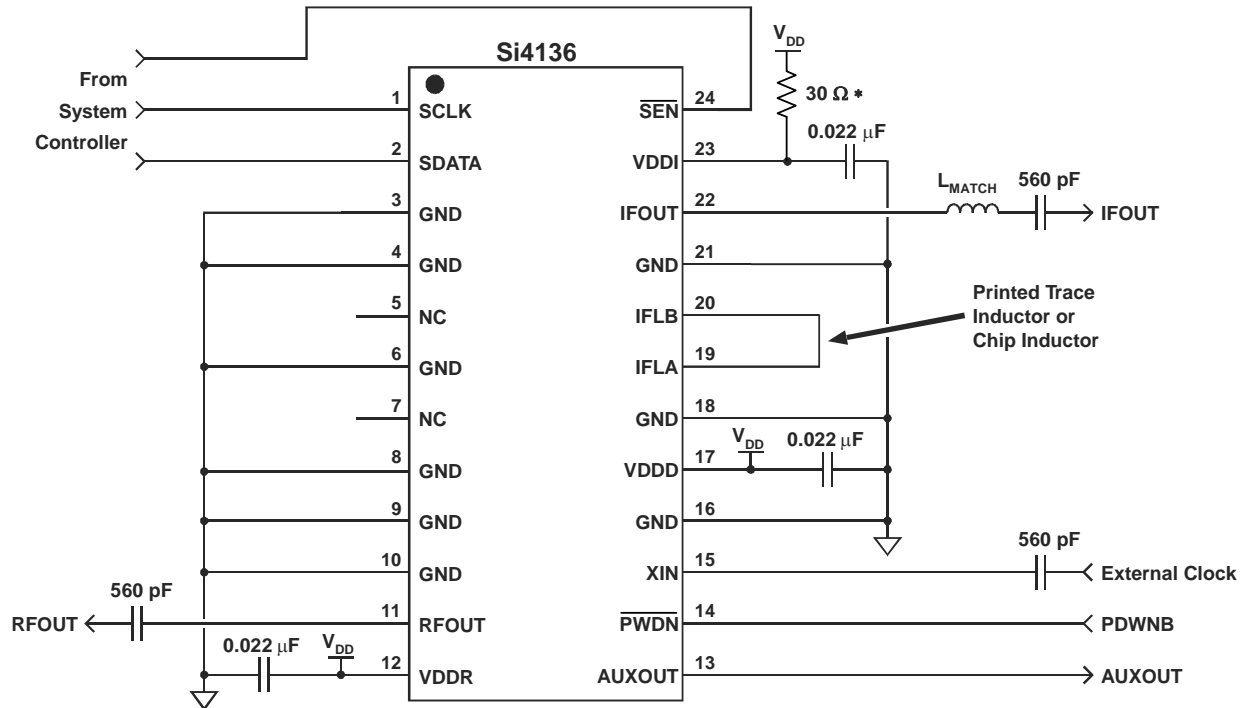 Si4136
From
System
Controller
1 SCLK
2 SDATA
3 GND
4 GND
5 NC
6 GND
7 NC
8 GND
9 GND
10 GND
11 RFOUT
12 VDDR
560 pF
RFOUT
0.022 μF
VDD
24 SEN
23 VDDI
22 IFOUT
21 GND
20 IFLB
19 IFLA
18 GND
17 VDDD
16 GND
15 XIN
14 PWDN
13 AUXOUT
VDD
30 Ω *
0.022 μF
LMATCH
560 pF
IFOUT
Printed Trace
Inductor or
Chip Inductor
VDD
0.022 μF
560 pF
External Clock
PDWNB
AUXOUT